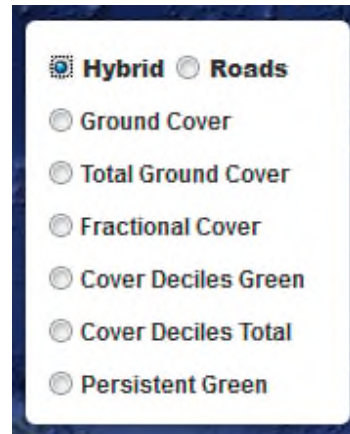 Hybrid Roads
Ground Cover
Total Ground Cover
Fractional Cover
Cover Deciles Green
Cover Deciles Total
Persistent Green